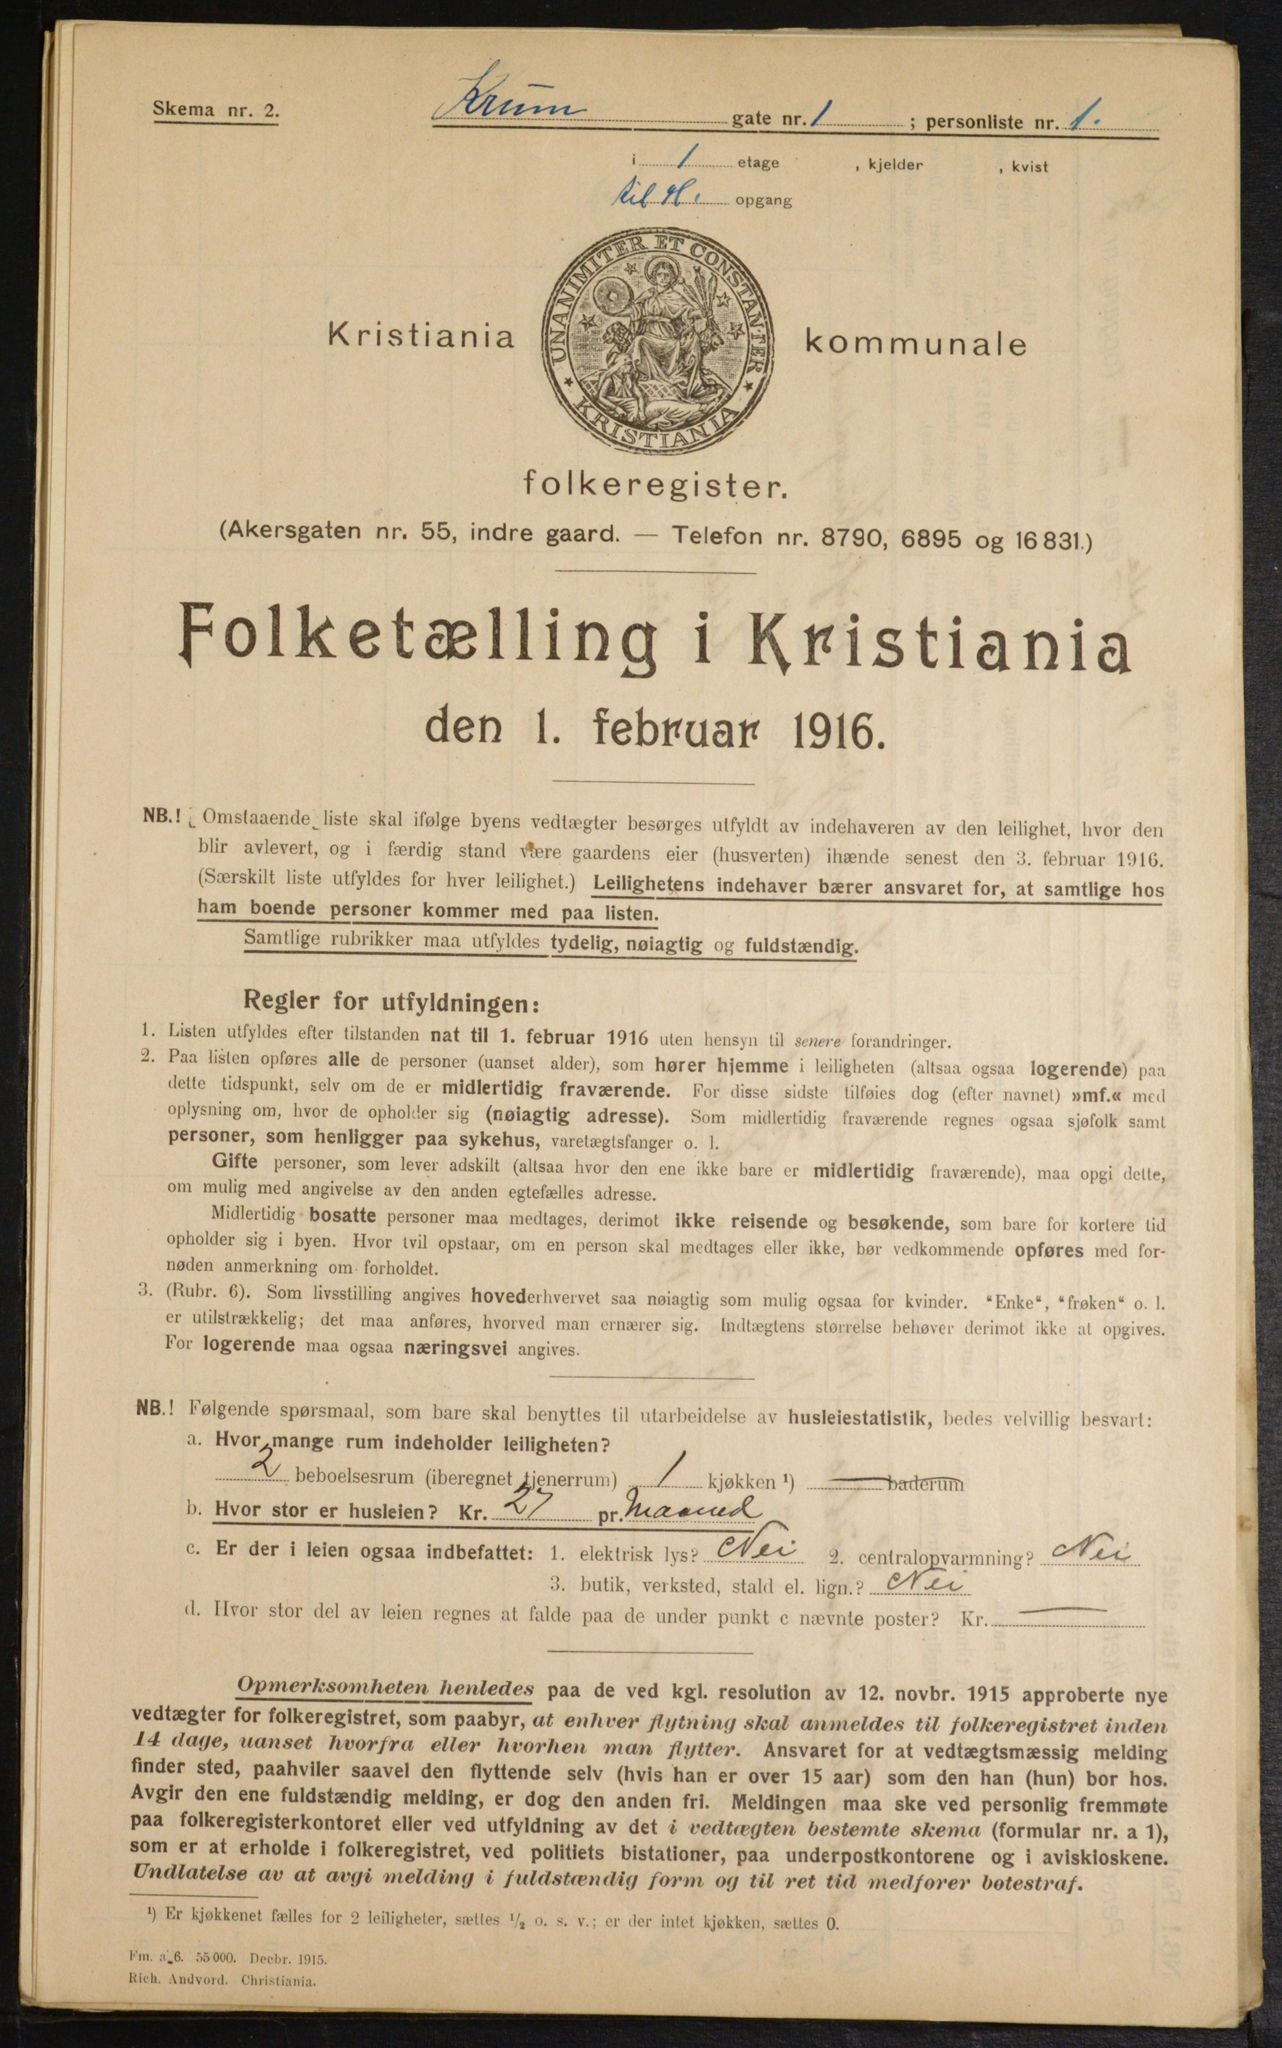 Skema nr. 2.
Krum gate nr. 1 ; personliste nr. 1.
i 1 etage , kjelder , kvist
til H. opgang
UNANIMITER ET CONSTANTER
KRISTIANIA
Kristiania kommunale
folkeregister.
(Akersgaten nr. 55, indre gaard. — Telefon nr. 8790, 6895 og 16831.)
Folketælling i Kristiania
den 1. februar 1916.
NB.! Omstaaende liste skal ifølge byens vedtægter besørges utfyldt av indehaveren av den leilighet, hvor den
blir avlevert, og i færdig stand være gaardens eier (husverten) ihænde senest den 3. februar 1916.
(Særskilt liste utfyldes for hver leilighet.) Leilighetens indehaver bærer ansvaret for, at samtlige hos
ham boende personer kommer med paa listen.
Samtlige rubrikker maa utfyldes tydelig, nøiagtig og fuldstændig.
Regler for utfyldningen:
1. Listen utfyldes efter tilstanden nat til 1. februar 1916 uten hensyn til senere forandringer.
2. Paa listen opføres alle de personer (uanset alder), som hører hjemme i leiligheten (altsaa ogsaa logerende) paa
dette tidspunkt, selv om de er midlertidig fraværende. For disse sidste tilføies dog (efter navnet) »mf.« med
oplysning om, hvor de opholder sig (nøiagtig adresse). Som midlertidig fraværende regnes ogsaa sjøfolk samt
personer, som henligger paa sykehus, varetægtsfanger o. l.
Gifte personer, som lever adskilt (altsaa hvor den ene ikke bare er midlertidig fraværende), maa opgi dette,
om mulig med angivelse av den anden egtefælles adresse.
Midlertidig bosatte personer maa medtages, derimot ikke reisende og besøkende, som bare for kortere tid
opholder sig i byen. Hvor tvil opstaar, om en person skal medtages eller ikke, bør vedkommende opføres med for-
nøden anmerkning om forholdet.
3. (Rubr. 6). Som livsstilling angives hovederhvervet saa nøiagtig som mulig ogsaa for kvinder. "Enke", "frøken" o. l.
er utilstrækkelig; det maa anføres, hvorved man ernærer sig. Indtægtens størrelse behøver derimot ikke at opgives.
For logerende maa ogsaa næringsvei angives.
NB.! Følgende spørsmaal, som bare skal benyttes til utarbeidelse av husleiestatistik, bedes velvillig besvart:
a. Hvor mange rum indeholder leiligheten?
2 beboelsesrum (iberegnet tjenerrum) 1 kjøkken ¹) baderum
b. Hvor stor er husleien? Kr. 27 pr. Maaned
c. Er der i leien ogsaa indbefattet: 1. elektrisk lys? Nei 2. centralopvarmning? Nei
3. butik, verksted, stald el. lign.? Nei
d. Hvor stor del av leien regnes at falde paa de under punkt c nævnte poster? Kr. —
Opmerksomheten henledes paa de ved kgl. resolution av 12. novbr. 1915 approberte nye
vedtægter for folkeregistret, som paabyr, at enhver flytning skal anmeldes til folkeregistret inden
14 dage, uanset hvorfra eller hvorhen man flytter. Ansvaret for at vedtægtsmæssig melding
finder sted, paahviler saavel den flyttende selv (hvis han er over 15 aar) som den han (hun) bor hos.
Avgir den ene fuldstændig melding, er dog den anden fri. Meldingen maa ske ved personlig fremmøte
paa folkeregisterkontoret eller ved utfyldning av det i vedtægten bestemte skema (formular nr. a 1),
som er at erholde i folkeregistret, ved politiets bistationer, paa underpostkontorene og i aviskioskene.
Undlatelse av at avgi melding i fuldstændig form og til ret tid medfører bøtestraf.
¹) Er kjøkkenet fælles for 2 leiligheter, sættes ½ o. s. v.; er der intet kjøkken, sættes 0.
Fm. a 6. 55000. Decbr. 1915.
Rich. Andvord. Christiania.